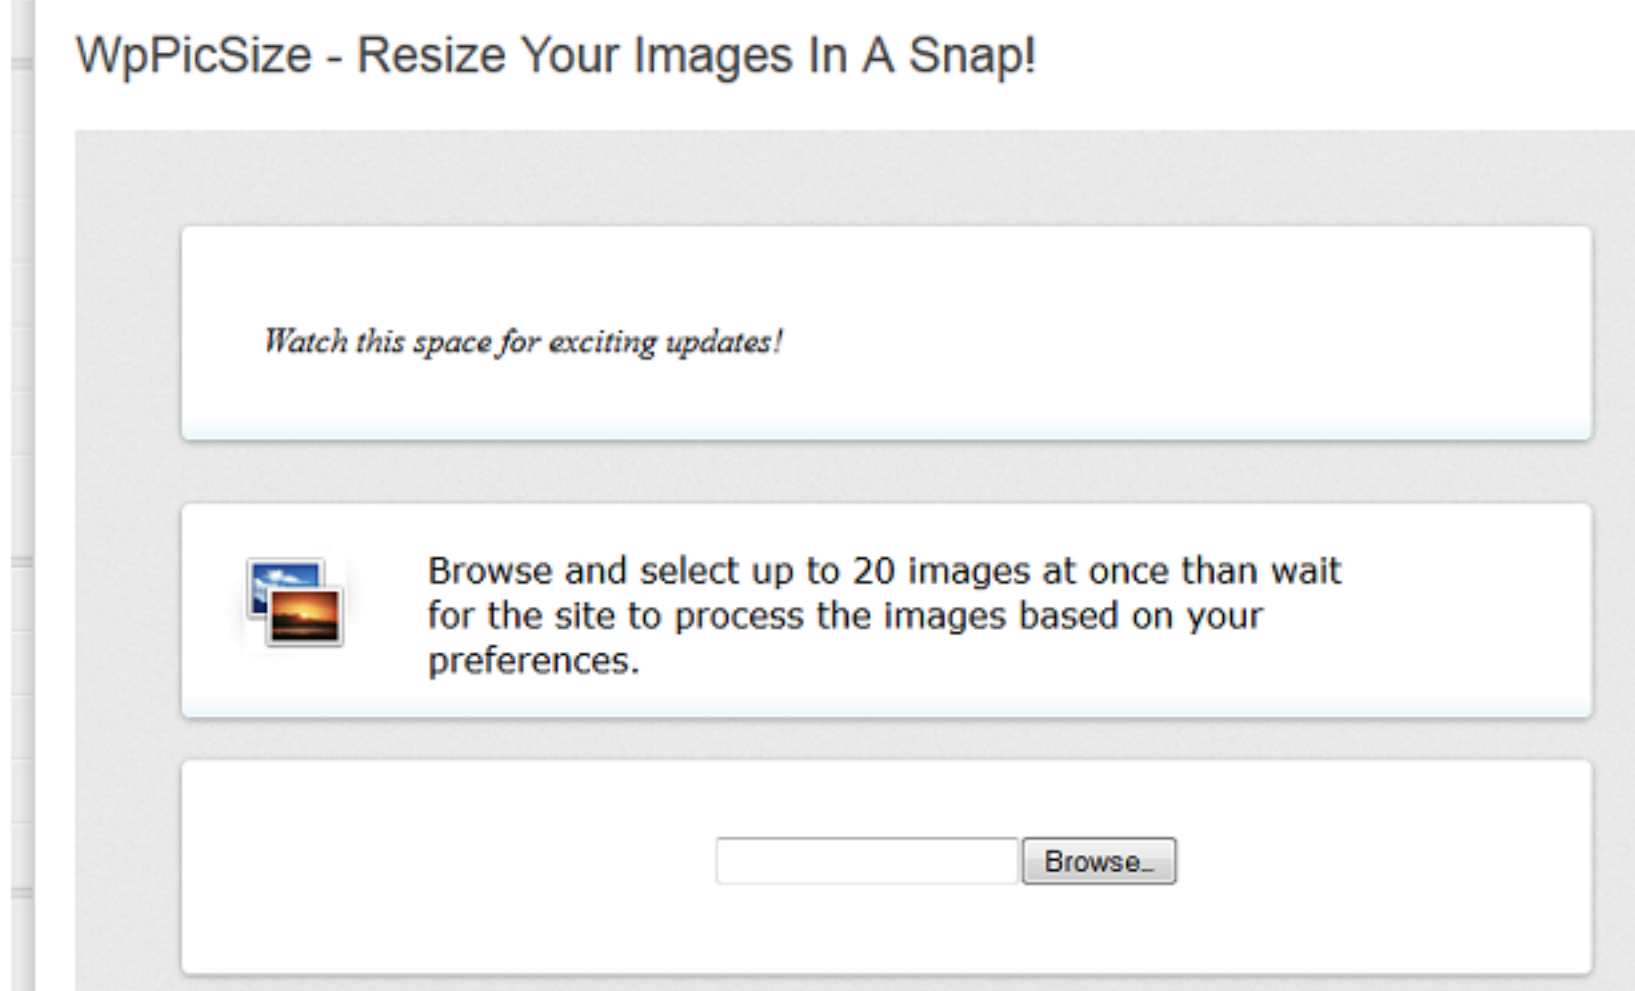 WpPicSize - Resize Your Images In A Snap!
Watch this space for exciting updates!
Browse and select up to 20 images at once than wait
for the site to process the images based on your
preferences.
Browse...